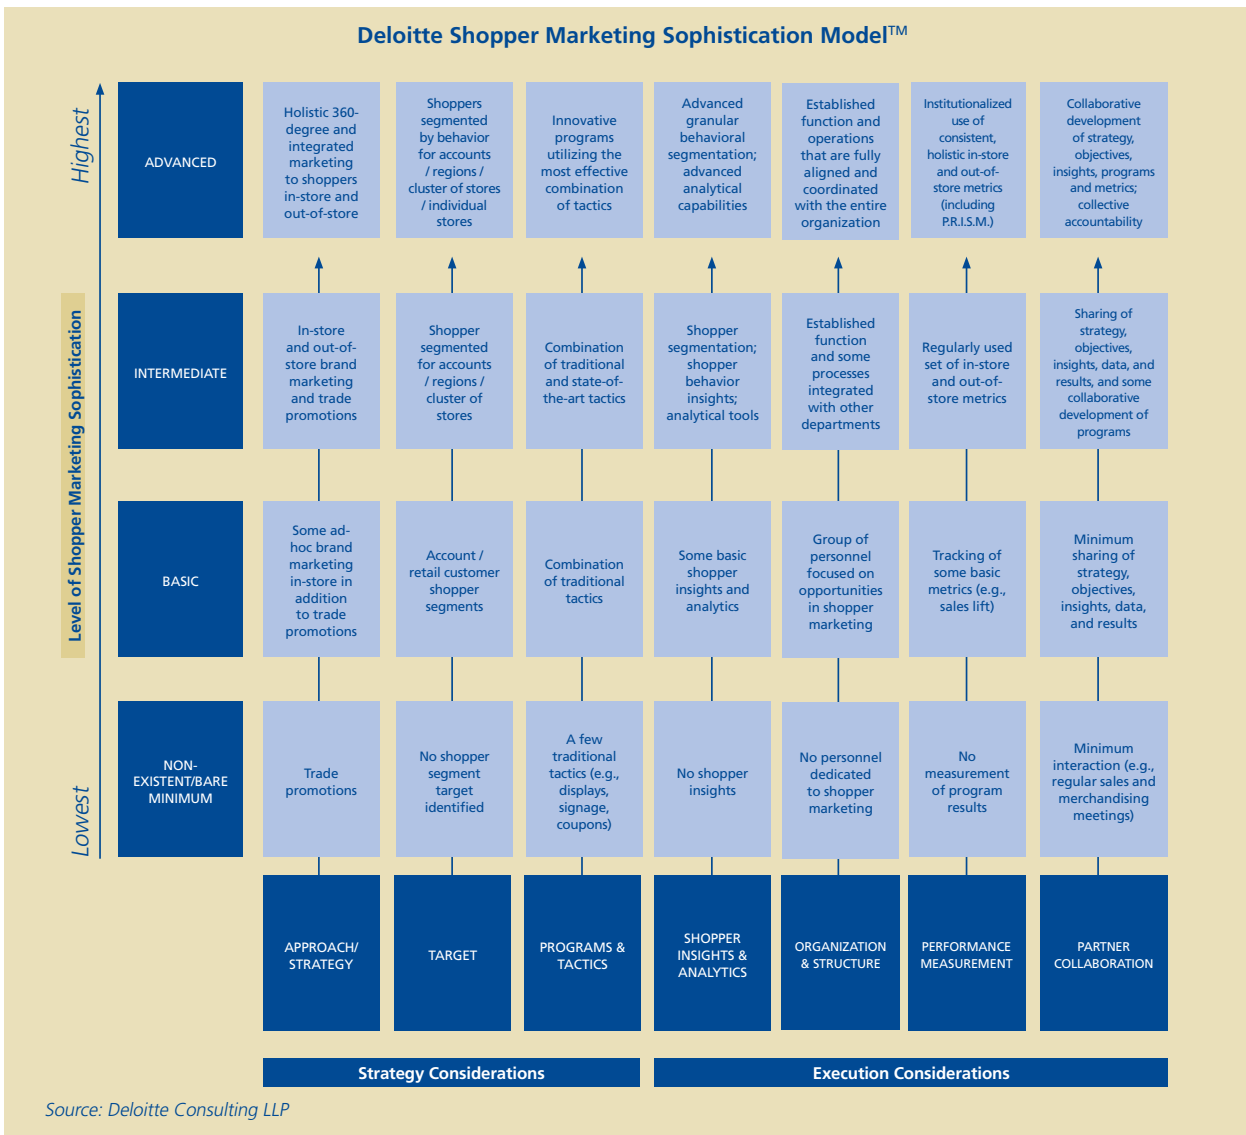 Deloitte Shopper Marketing Sophistication Model™
Highest
Level of Shopper Marketing Sophistication
Lowest
ADVANCED
Holistic 360-
degree and
integrated
marketing
to shoppers
in-store and
out-of-store
Shoppers
segmented
by behavior
for accounts
/ regions /
cluster of stores
/ individual
stores
Innovative
programs
utilizing the
most effective
combination
of tactics
Advanced
granular
behavioral
segmentation;
advanced
analytical
capabilities
Established
function and
operations
that are fully
aligned and
coordinated
with the entire
organization
Institutionalized
use of
consistent,
holistic in-store
and out-of-
store metrics
(including
P.R.I.S.M.)
Collaborative
development
of strategy,
objectives,
insights, programs
and metrics;
collective
accountability
INTERMEDIATE
In-store
and out-of-
store brand
marketing
and trade
promotions
Shopper
segmented
for accounts
/ regions /
cluster of
stores
Combination
of traditional
and state-of-
the-art tactics
Shopper
segmentation;
shopper
behavior
insights;
analytical tools
Established
function
and some
processes
integrated
with other
departments
Regularly used
set of in-store
and out-of-
store metrics
Sharing of
strategy,
objectives,
insights, data, and
results, and some
collaborative
development of
programs
BASIC
Some ad-
hoc brand
marketing
in-store in
addition
to trade
promotions
Account /
retail customer
shopper
segments
Combination
of traditional
tactics
Some basic
shopper
insights and
analytics
Group of
personnel
focused on
opportunities
in shopper
marketing
Tracking of
some basic
metrics (e.g.,
sales lift)
Minimum
sharing of
strategy,
objectives,
insights, data,
and results
NON-
EXISTENT/BARE
MINIMUM
Trade
promotions
No shopper
segment
target
identified
A few
traditional
tactics (e.g.,
displays,
signage,
coupons)
No shopper
insights
No personnel
dedicated
to shopper
marketing
No
measurement
of program
results
Minimum
interaction (e.g.,
regular sales and
merchandising
meetings)
APPROACH/
STRATEGY
TARGET
PROGRAMS &
TACTICS
SHOPPER
INSIGHTS &
ANALYTICS
ORGANIZATION
& STRUCTURE
PERFORMANCE
MEASUREMENT
PARTNER
COLLABORATION
Strategy Considerations
Execution Considerations
Source: Deloitte Consulting LLP